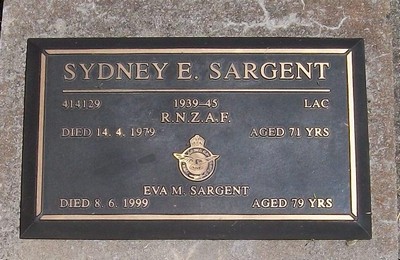 SYDNEY E. SARGENT
414129 1939-45 LAC
R.N.Z.A.F.
DIED 14. 4. 1979 AGED 71 YRS
EVA M. SARGENT
DIED 8. 6. 1999 AGED 79 YRS